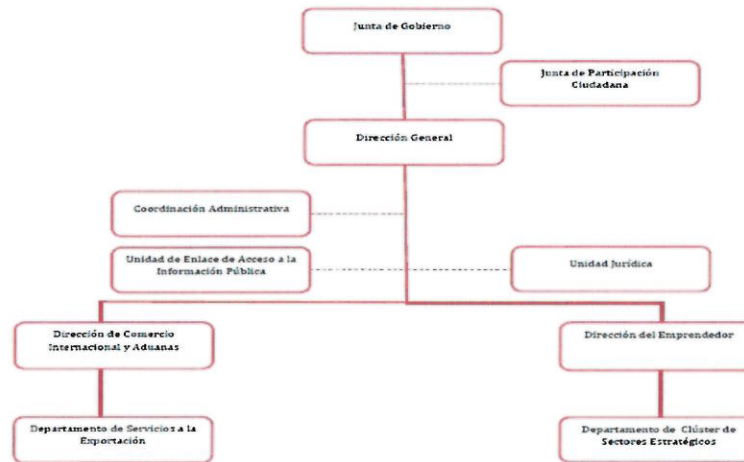 Junta de Gobierno
Junta de Participación
Ciudadana
Dirección General
Coordinación Administrativa
Unidad de Enlace de Acceso a la
Información Pública
Unidad Jurídica
Dirección de Comercio
Internacional y Aduanas
Dirección del Emprendedor
Departamento de Servicios a la
Exportación
Departamento de Clúster de
Sectores Estratégicos